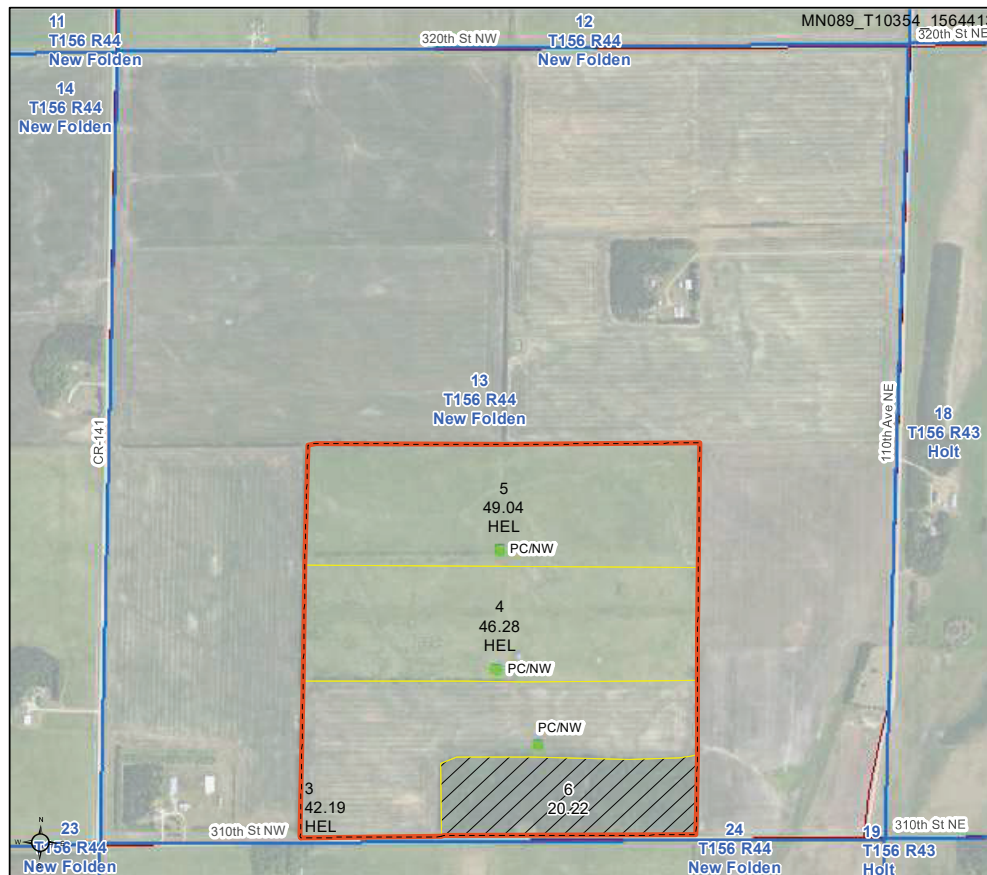 MN089_T10354_156441
11
T156 R44
New Folden
12
T156 R44
New Folden
320th St NW
320th St NE
14
T156 R44
New Folden
13
T156 R44
New Folden
CR-141
110th Ave NE
18
T156 R43
Holt
5
49.04
HEL
PC/NW
4
46.28
HEL
PC/NW
PC/NW
3
42.19
HEL
6
20.22
N
W
23
T156 R44
New Folden
310th St NW
24
T156 R44
New Folden
19
T156 R43
Holt
310th St NE